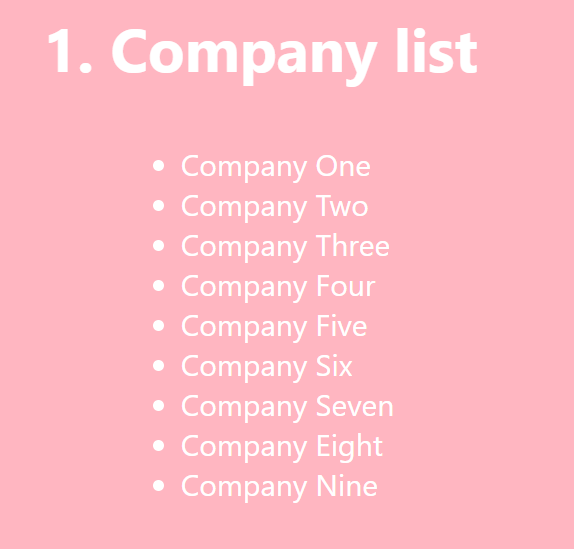 1. Company list
• Company One
• Company Two
• Company Three
• Company Four
• Company Five
• Company Six
• Company Seven
• Company Eight
• Company Nine